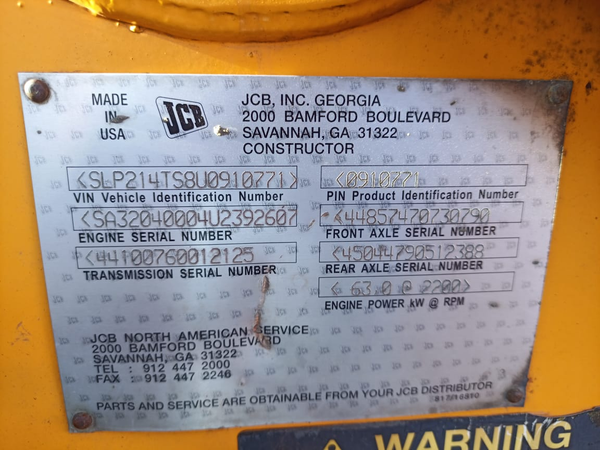 MADE
IN
USA
JCB
JCB, INC. GEORGIA
2000 BAMFORD BOULEVARD
SAVANNAH, GA 31322
CONSTRUCTOR
<SLP214TS8U0910771>
VIN Vehicle Identification Number
<0910771
PIN Product Identification Number
<SA32040004U2392607
ENGINE SERIAL NUMBER
<44857470730790
FRONT AXLE SERIAL NUMBER
<44100760012125
TRANSMISSION SERIAL NUMBER
<45044790512388
REAR AXLE SERIAL NUMBER
< 63.0 @ 2200>
ENGINE POWER kW @ RPM
JCB NORTH AMERICAN SERVICE
2000 BAMFORD BOULEVARD
SAVANNAH, GA 31322
TEL : 912 447 2000
FAX : 912 447 2246
PARTS AND SERVICE ARE OBTAINABLE FROM YOUR JCB DISTRIBUTOR
WARNING